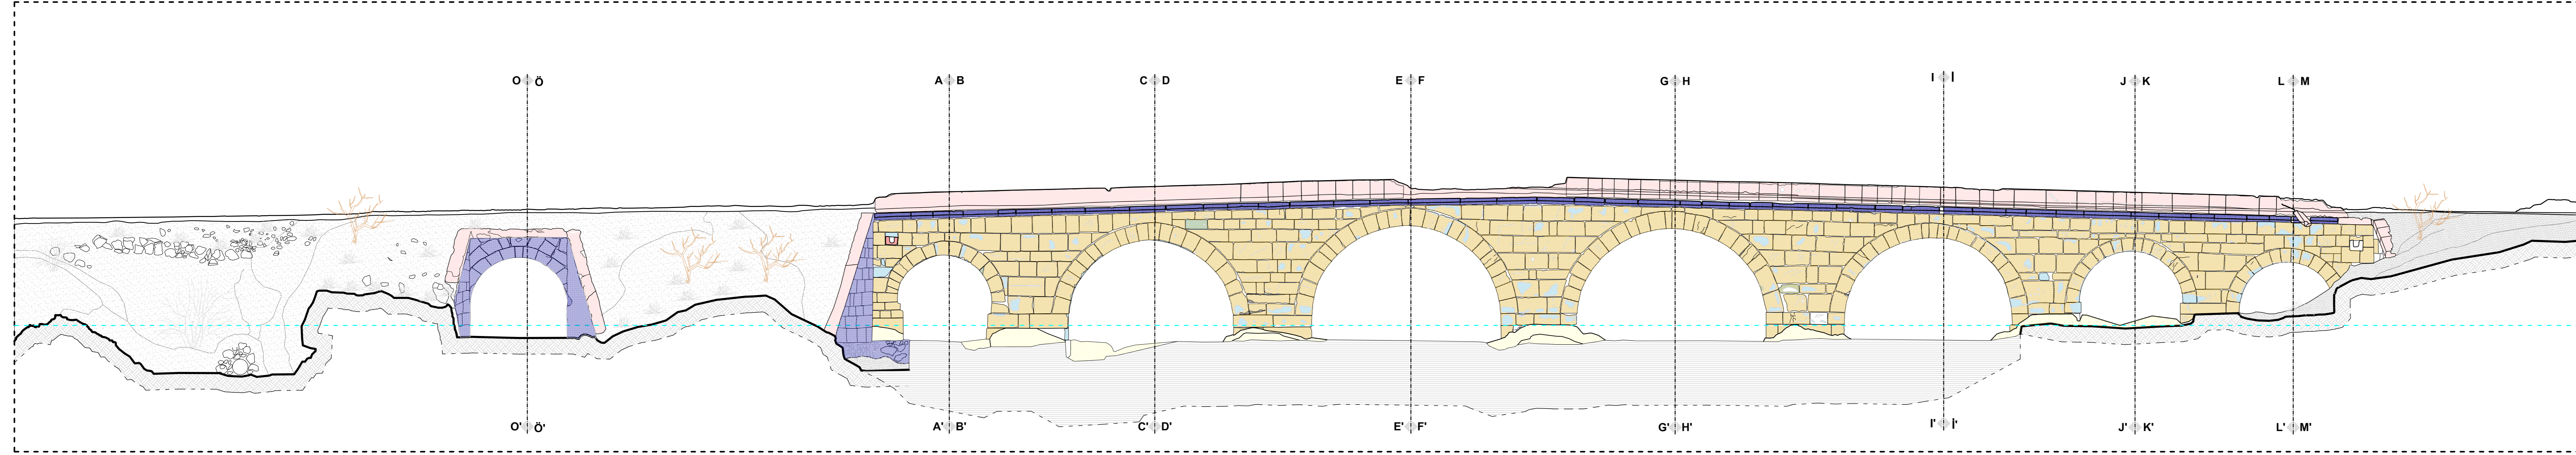 O Ö
A B
C D
E F
G H
I İ
J K
L M
O' Ö'
A' B'
C' D'
E' F'
G' H'
I' İ'
J' K'
L' M'